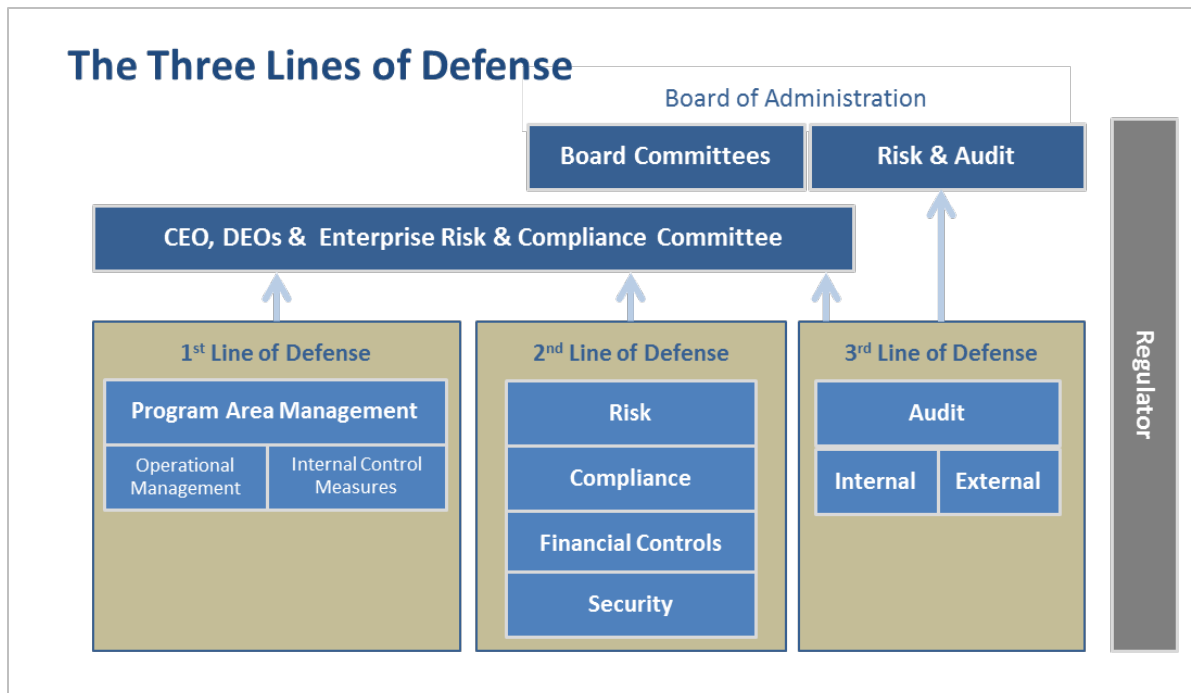 The Three Lines of Defense
Board of Administration
Board Committees
Risk & Audit
CEO, DEOs & Enterprise Risk & Compliance Committee
1st Line of Defense
Program Area Management
Operational
Management
Internal Control
Measures
2nd Line of Defense
Risk
Compliance
Financial Controls
Security
3rd Line of Defense
Audit
Internal
External
Regulator